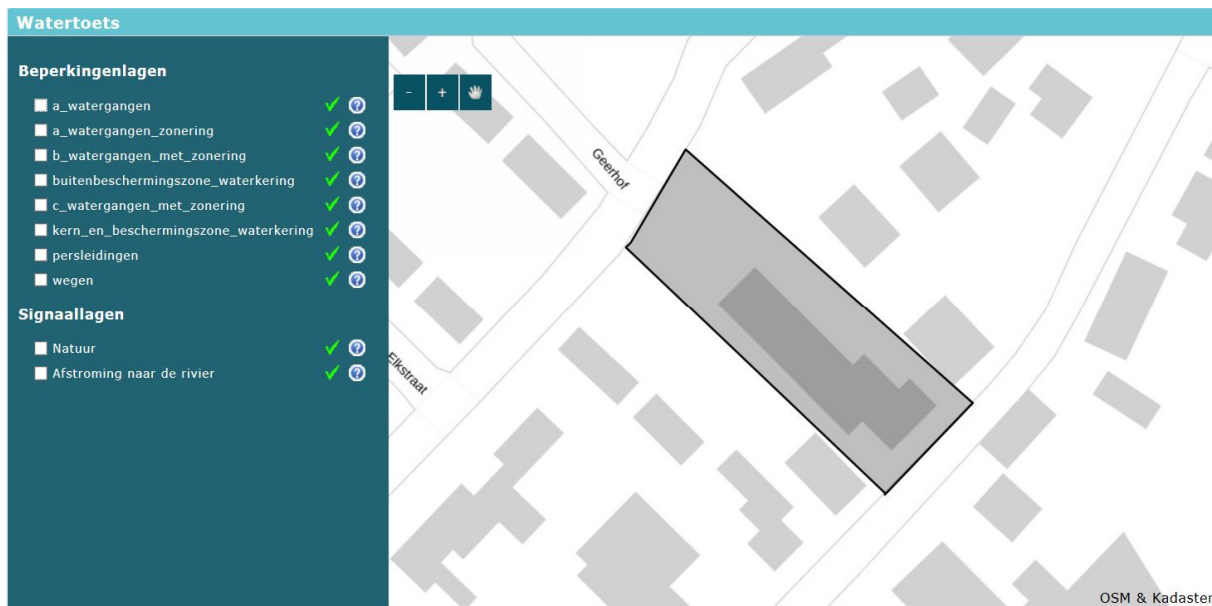 Watertoets
Beperkingenlagen
a_watergangen
a_watergangen_zonering
b_watergangen_met_zonering
buitenbeschermingszone_waterkering
c_watergangen_met_zonering
kern_en_beschermingszone_waterkering
persleidingen
wegen
Signaallagen
Natuur
Afstroming naar de rivier
- +
Geerhof
Elkstraat
OSM & Kadaster